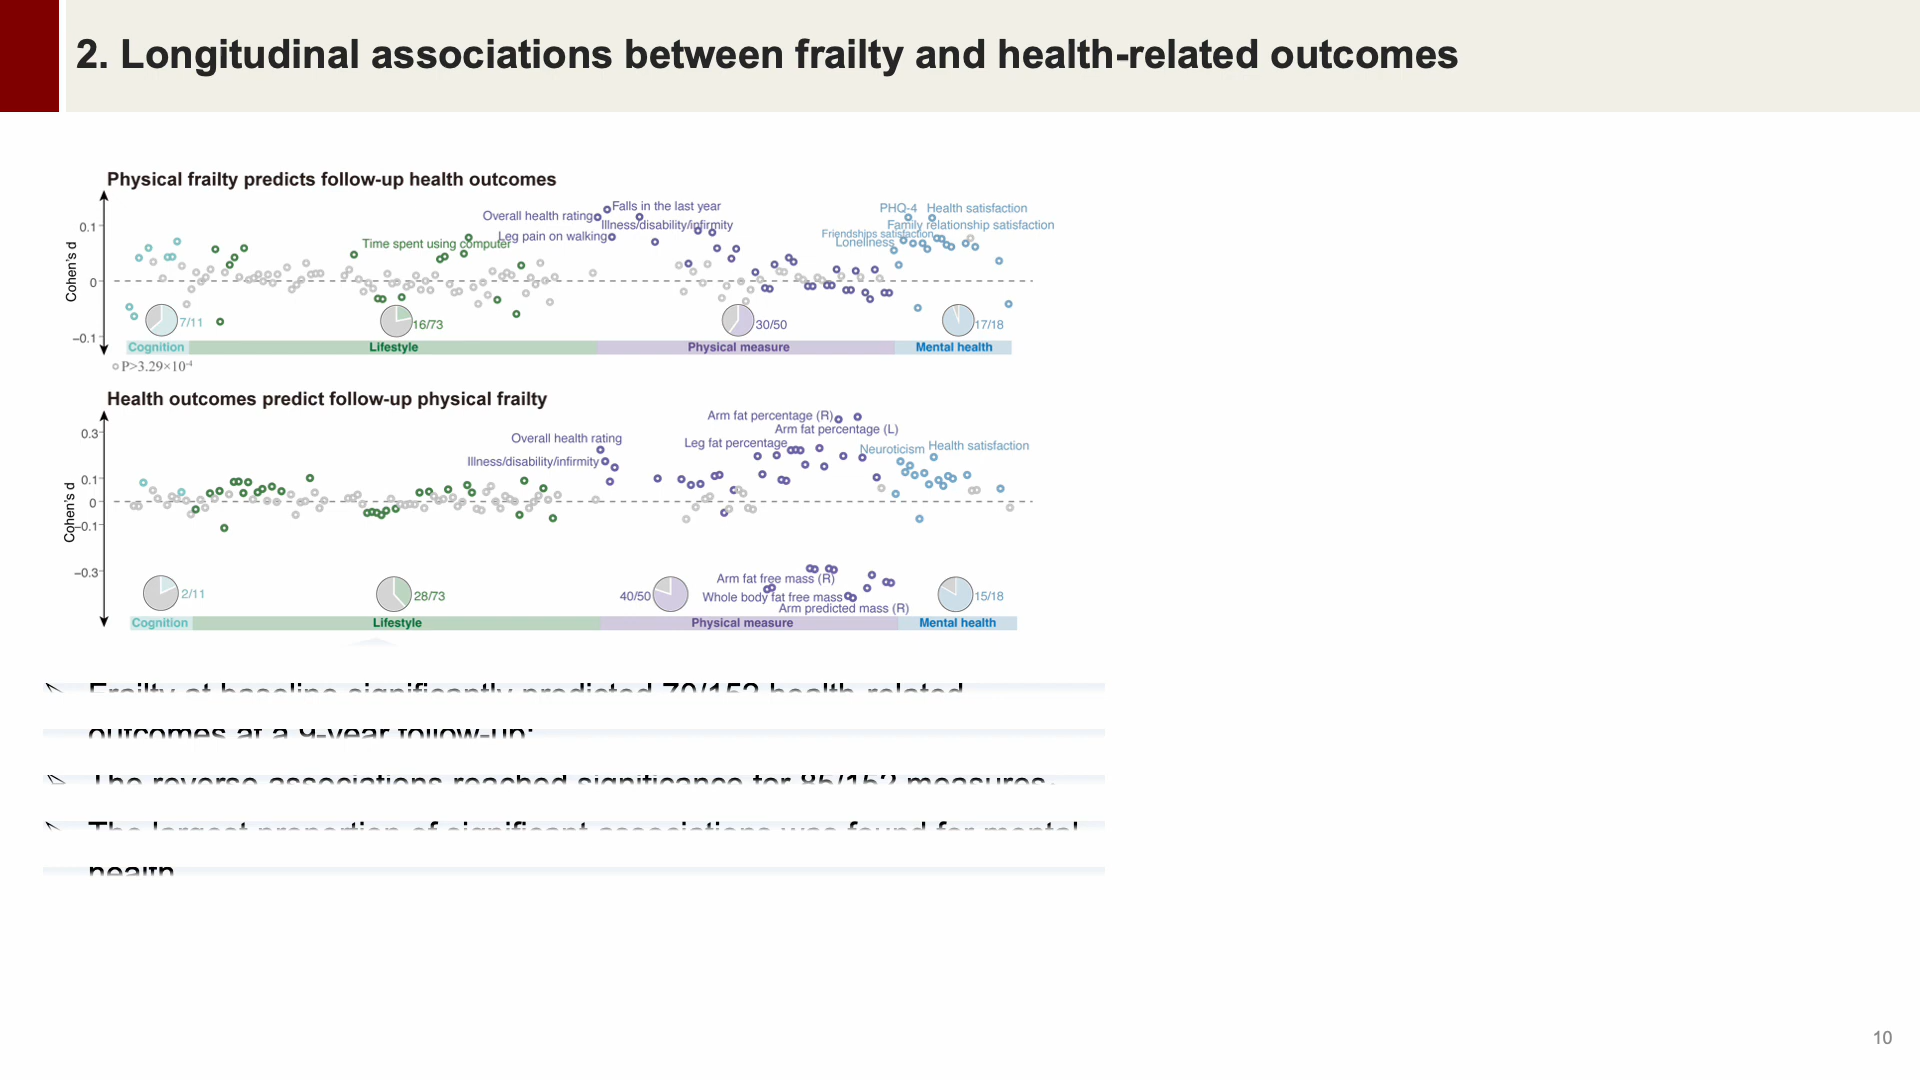 2. Longitudinal associations between frailty and health-related outcomes
Physical frailty predicts follow-up health outcomes
Cohen's d
0.1
0
−0.1
Overall health rating
Falls in the last year
Illness/disability/infirmity
Leg pain on walking
Time spent using computer
PHQ-4
Health satisfaction
Family relationship satisfaction
Friendships satisfaction
Loneliness
7/11
16/73
30/50
17/18
Cognition
Lifestyle
Physical measure
Mental health
P>3.29×10⁻⁴
Health outcomes predict follow-up physical frailty
Cohen's d
0.3
0.1
0
−0.1
−0.3
Arm fat percentage (R)
Arm fat percentage (L)
Overall health rating
Leg fat percentage
Illness/disability/infirmity
Neuroticism
Health satisfaction
Arm fat free mass (R)
Whole body fat free mass
Arm predicted mass (R)
2/11
28/73
40/50
15/18
Cognition
Lifestyle
Physical measure
Mental health
Frailty at baseline significantly predicted 70/152 health-related
outcomes at a 9-year follow-up;
The reverse associations reached significance for 85/152 measures.
The largest proportion of significant associations was found for mental
health
10